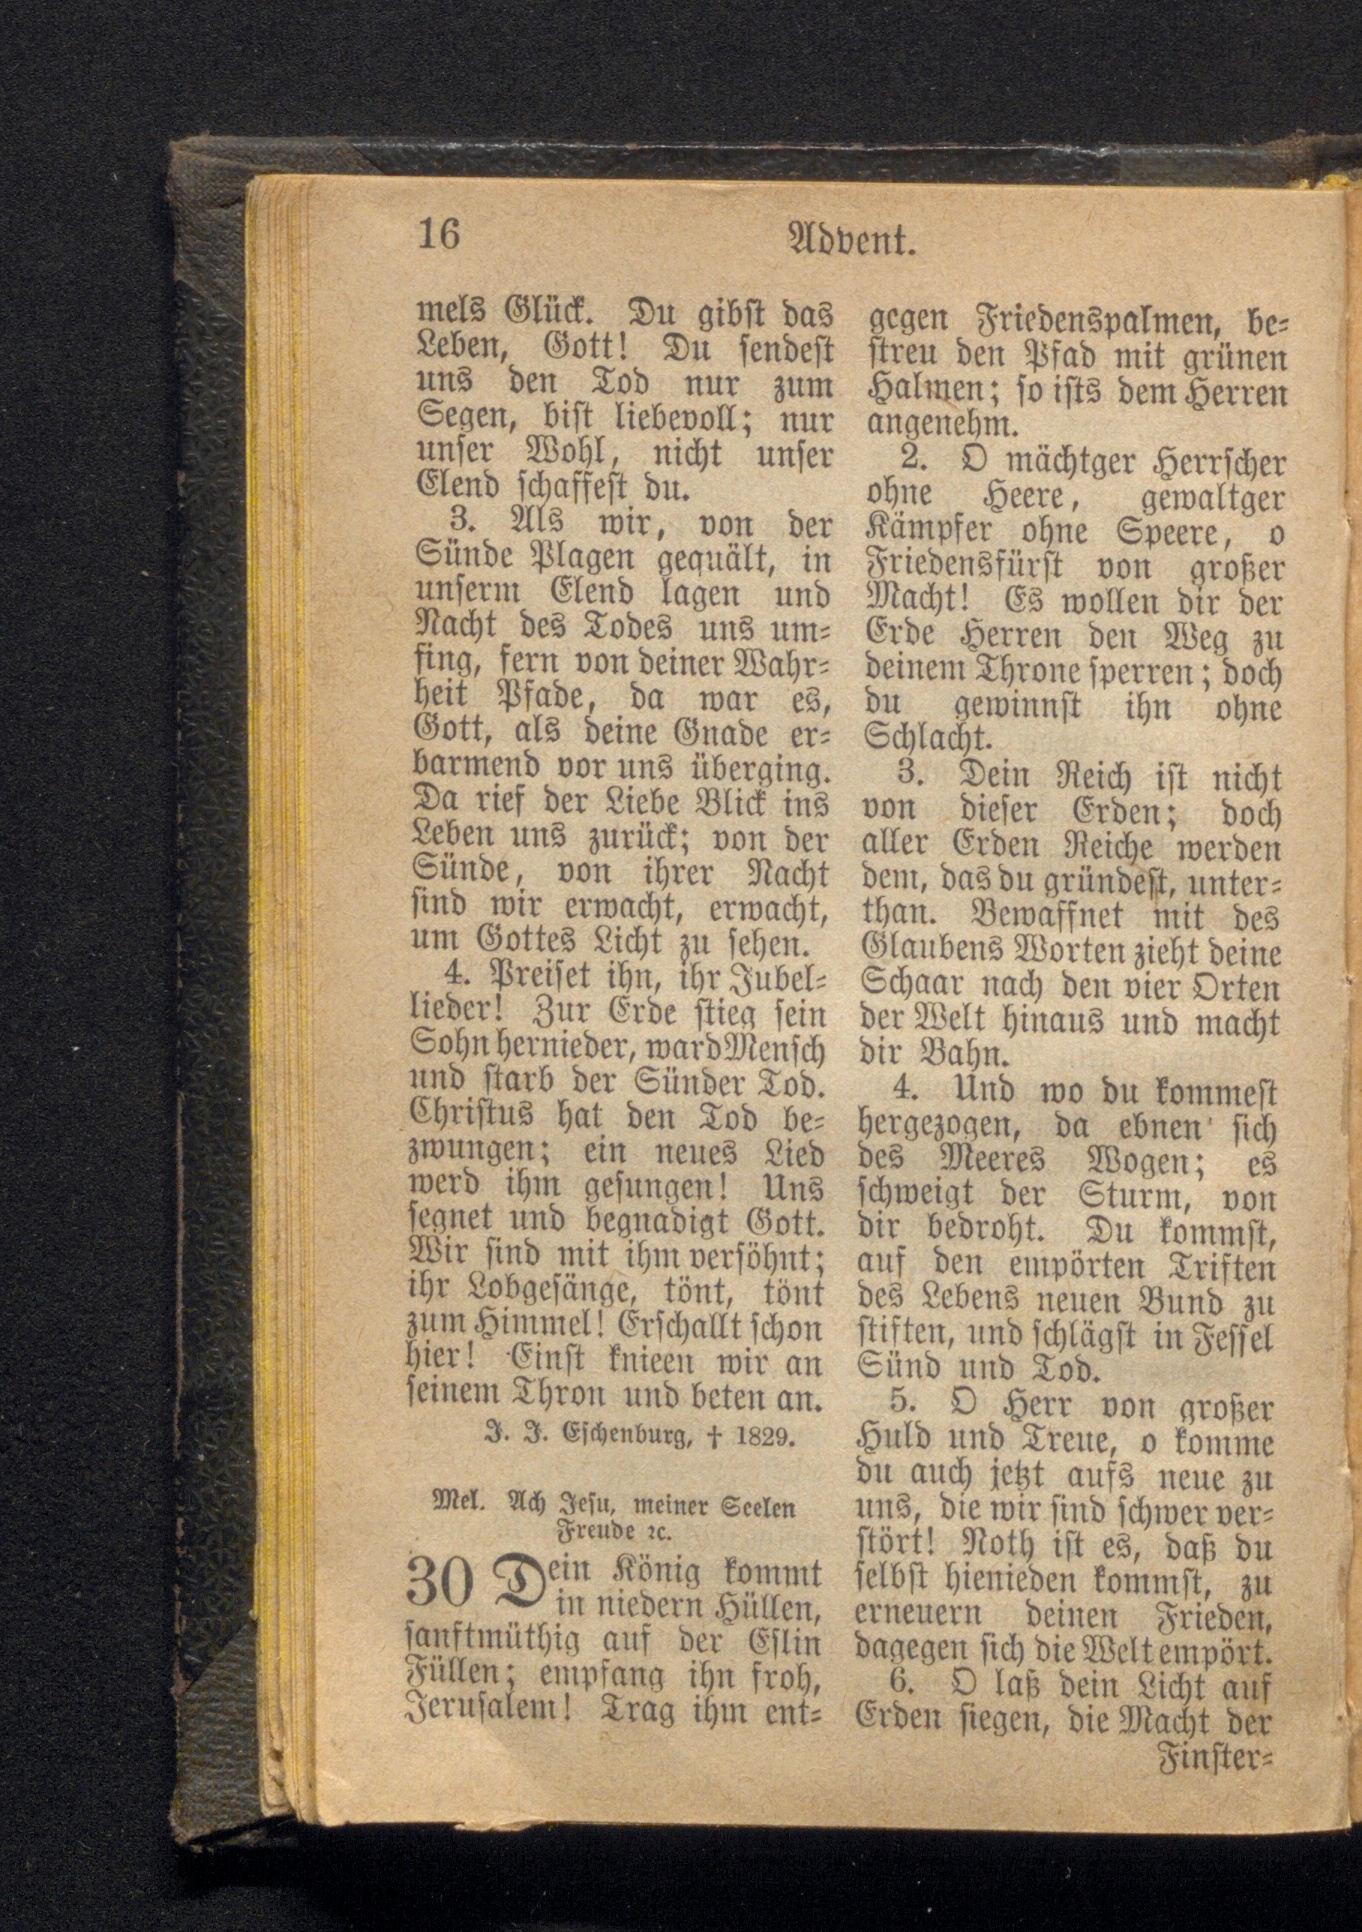 16
Advent.
mels Glück. Du gibst das
Leben, Gott! Du sendest
uns den Tod nur zum
Segen, bist liebevoll; nur
unser Wohl, nicht unser
Elend schaffest du.
3. Als wir, von der
Sünde Plagen gequält, in
unserm Elend lagen und
Nacht des Todes uns um-
fing, fern von deiner Wahr-
heit Pfade, da war es,
Gott, als deine Gnade er-
barmend vor uns überging.
Da rief der Liebe Blick ins
Leben uns zurück; von der
Sünde, von ihrer Nacht
sind wir erwacht, erwacht,
um Gottes Licht zu sehen.
4. Preiset ihn, ihr Jubel-
lieder! Zur Erde stieg sein
Sohn hernieder, ward Mensch
und starb der Sünder Tod.
Christus hat den Tod be-
zwungen; ein neues Lied
werd ihm gesungen! Uns
segnet und begnadigt Gott.
Wir sind mit ihm versöhnt;
ihr Lobgesänge, tönt, tönt
zum Himmel! Erschallt schon
hier! Einst knieen wir an
seinem Thron und beten an.
J. J. Eschenburg, † 1829.
Mel. Ach Jesu, meiner Seelen
Freude ꝛc.
30 Dein König kommt
in niedern Hüllen,
sanftmüthig auf der Eslin
Füllen; empfang ihn froh,
Jerusalem! Trag ihm ent-
gegen Friedenspalmen, be-
streu den Pfad mit grünen
Halmen; so ists dem Herren
angenehm.
2. O mächtger Herrscher
ohne Heere, gewaltger
Kämpfer ohne Speere, o
Friedensfürst von großer
Macht! Es wollen dir der
Erde Herren den Weg zu
deinem Throne sperren; doch
du gewinnst ihn ohne
Schlacht.
3. Dein Reich ist nicht
von dieser Erden; doch
aller Erden Reiche werden
dem, das du gründest, unter-
than. Bewaffnet mit des
Glaubens Worten zieht deine
Schaar nach den vier Orten
der Welt hinaus und macht
dir Bahn.
4. Und wo du kommest
hergezogen, da ebnen sich
des Meeres Wogen; es
schweigt der Sturm, von
dir bedroht. Du kommst,
auf den empörten Triften
des Lebens neuen Bund zu
stiften, und schlägst in Fessel
Sünd und Tod.
5. O Herr von großer
Huld und Treue, o komme
du auch jetzt aufs neue zu
uns, die wir sind schwer ver-
stört! Noth ist es, daß du
selbst hienieden kommst, zu
erneuern deinen Frieden,
dagegen sich die Welt empört.
6. O laß dein Licht auf
Erden siegen, die Macht der
Finster-